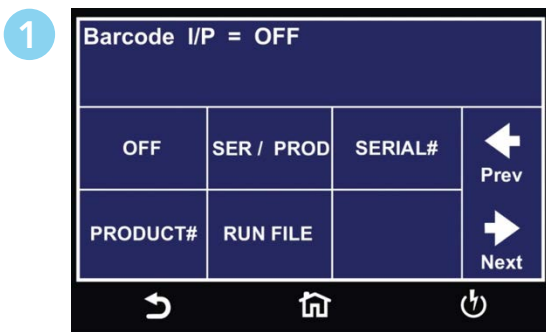 1
Barcode I/P = OFF
OFF
SER / PROD
SERIAL#
Prev
PRODUCT#
RUN FILE
Next